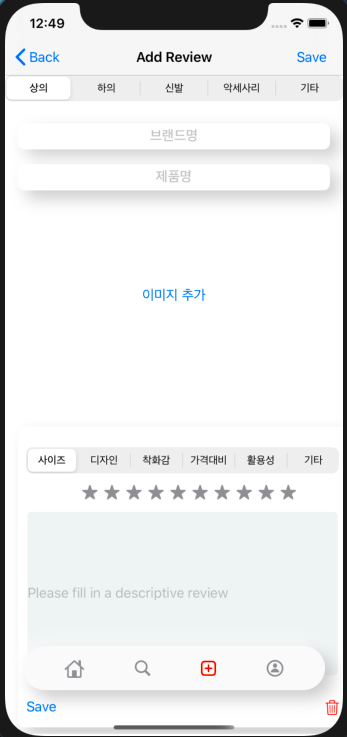 12:49
Back Add Review Save
상의 하의 신발 악세사리 기타
브랜드명
제품명
이미지 추가
사이즈 디자인 착화감 가격대비 활용성 기타
Please fill in a descriptive review
Save